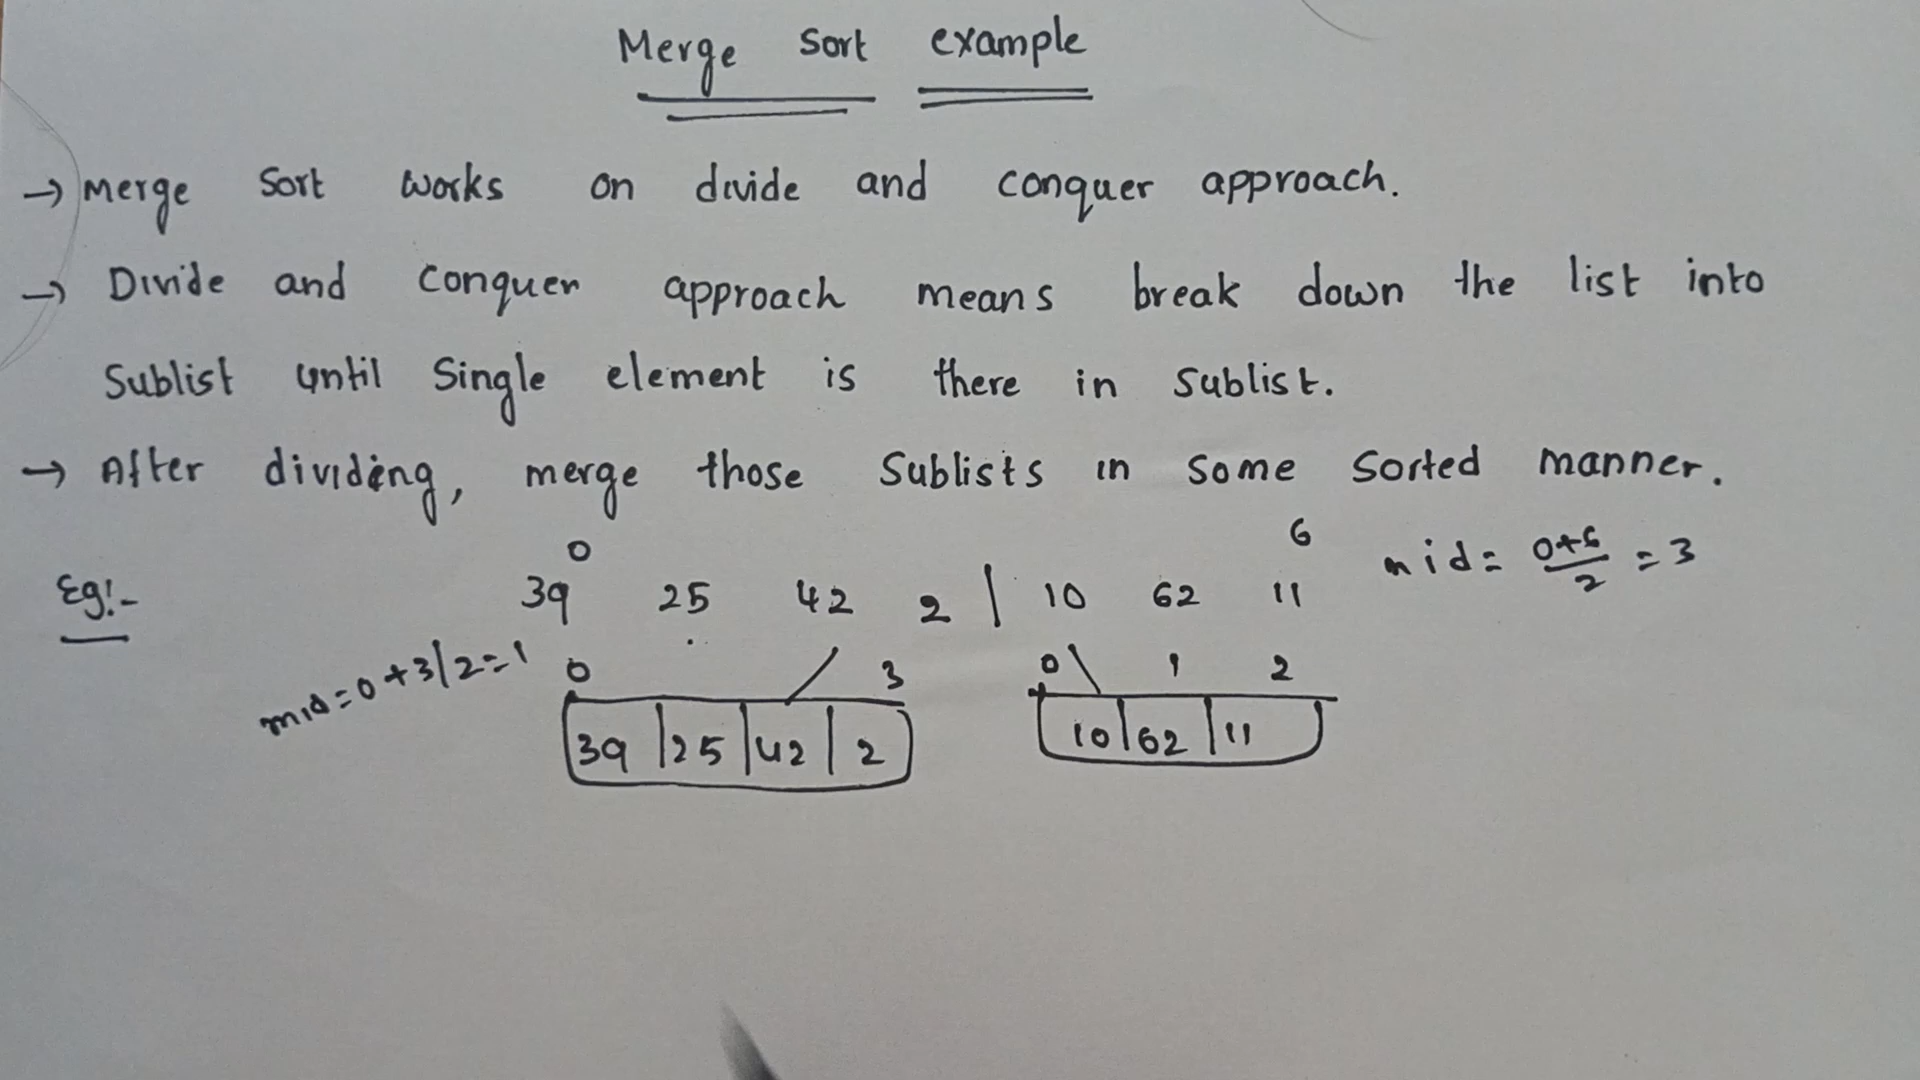 Merge Sort example
→ Merge Sort works on divide and conquer approach.
→ Divide and conquer approach means break down the list into
Sublist until Single element is there in Sublist.
→ After dividing, merge those Sublists in Some Sorted manner.
0 6
Eg:- 39 25 42 2 | 10 62 11 mid = 0+6/2 = 3
mid = 0+3/2=1 0 3 0 1 2
39 | 25 | 42 | 2 10 | 62 | 11